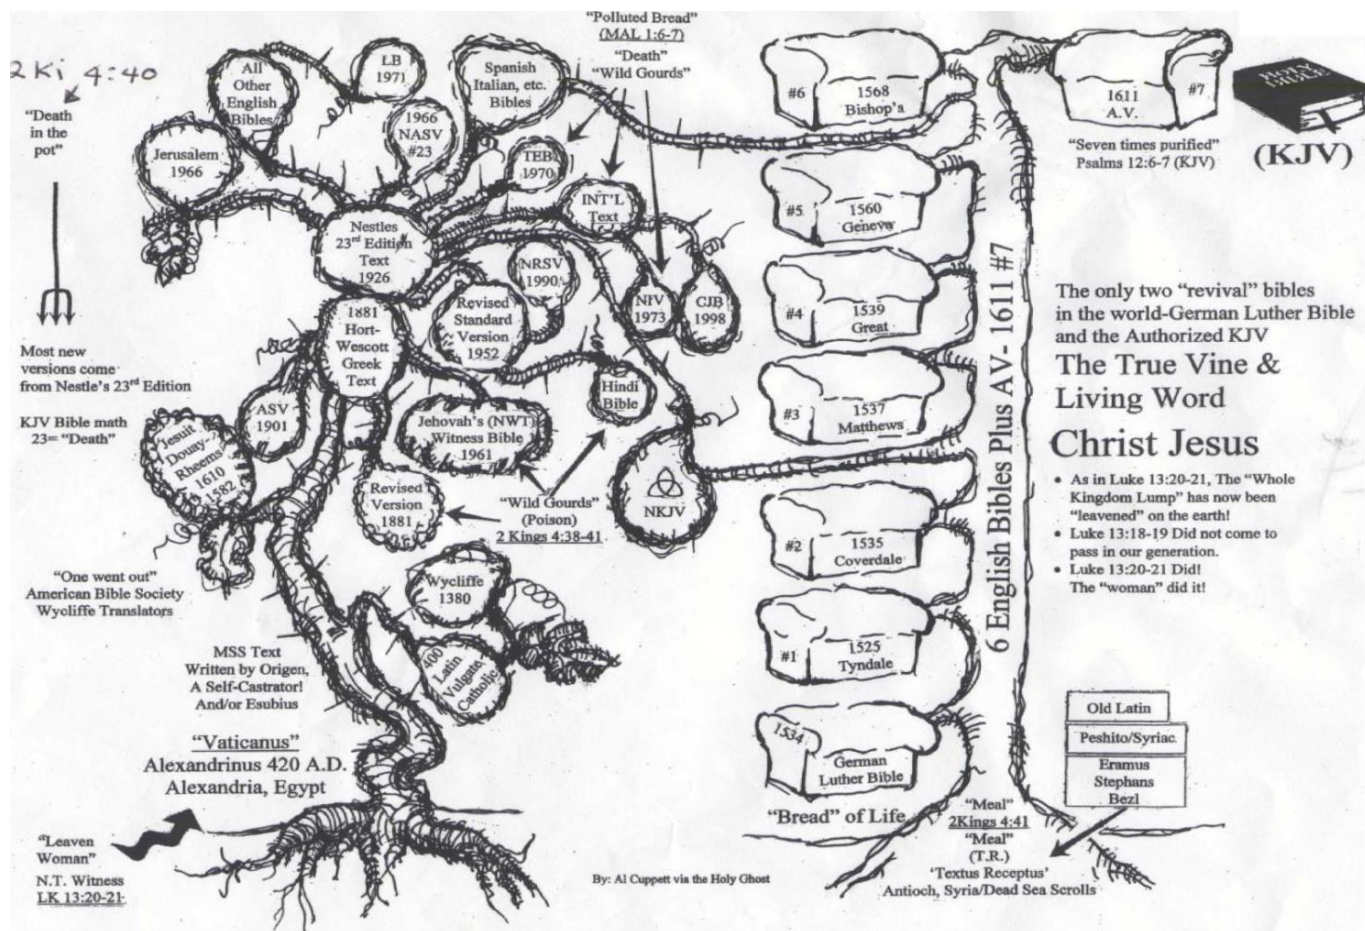 2 Ki 4:40
"Death
in the
pot"
Most new
versions come
from Nestle's 23rd Edition
KJV Bible math
23= "Death"
All
Other
English
Bibles
LB
1971
1966
NASV
#23
Spanish
Italian, etc.
Bibles
Jerusalem
1966
TEB
1970
INT'L
Text
Nestles
23rd Edition
Text
1926
NRSV
1990
Revised
Standard
Version
1952
NIV
1973
CJB
1998
1881
Hort-
Wescott
Greek
Text
Hindi
Bible
ASV
1901
Jehovah's (NWT)
Witness Bible
1961
Jesuit
Douay-
Rheems
1610
1582
Revised
Version
1881
"Wild Gourds"
(Poison)
2 Kings 4:38-41
NKJV
"One went out"
American Bible Society
Wycliffe Translators
Wycliffe
1380
400
Latin
Vulgate,
Catholic
MSS Text
Written by Origen,
A Self-Castrator!
And/or Esubius
"Vaticanus"
Alexandrinus 420 A.D.
Alexandria, Egypt
"Leaven
Woman"
N.T. Witness
LK 13:20-21
By: Al Cuppett via the Holy Ghost
"Polluted Bread"
(MAL 1:6-7)
"Death"
"Wild Gourds"
#6
1568
Bishop'a
#5
1560
Geneva
#4
1539
Great
#3
1537
Matthews
#2
1535
Coverdale
#1
1525
Tyndale
1534
German
Luther Bible
"Bread" of Life
6 English Bibles Plus AV- 1611 #7
1611
A.V.
#7
"Seven times purified"
Psalms 12:6-7 (KJV)
HOLY
BIBLE
(KJV)
The only two "revival" bibles
in the world-German Luther Bible
and the Authorized KJV
The True Vine &
Living Word
Christ Jesus
• As in Luke 13:20-21, The "Whole
Kingdom Lump" has now been
"leavened" on the earth!
• Luke 13:18-19 Did not come to
pass in our generation.
• Luke 13:20-21 Did!
The "woman" did it!
Old Latin
Peshito/Syriac
Eramus
Stephans
Bezl
"Meal"
2Kings 4:41
"Meal"
(T.R.)
'Textus Receptus'
Antioch, Syria/Dead Sea Scrolls